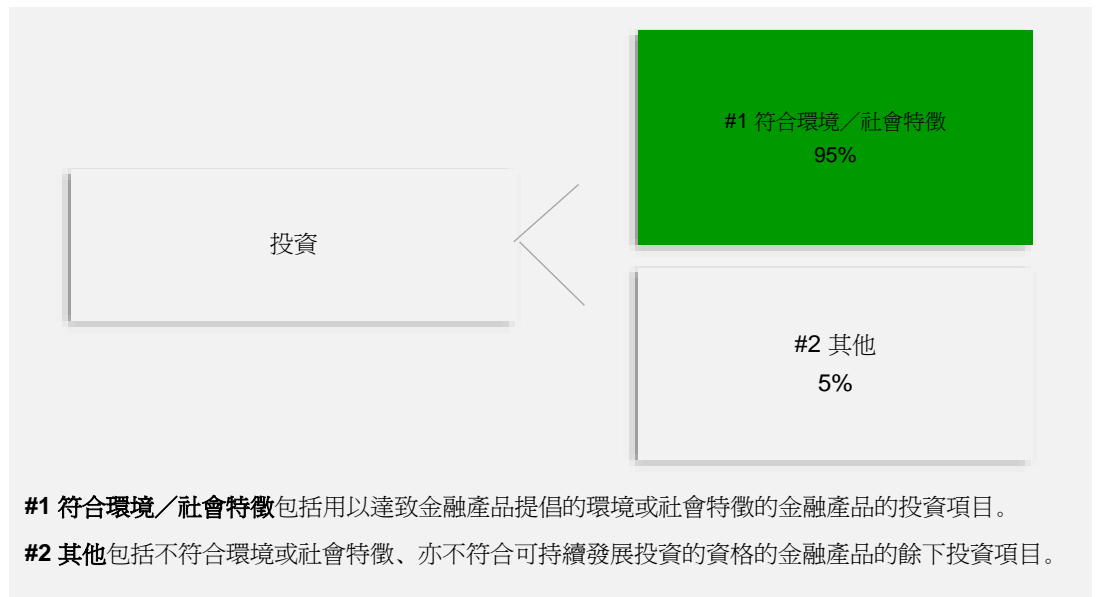 #1 符合環境／社會特徵
95%
投資
#2 其他
5%
#1 符合環境／社會特徵包括用以達致金融產品提倡的環境或社會特徵的金融產品的投資項目。
#2 其他包括不符合環境或社會特徵、亦不符合可持續發展投資的資格的金融產品的餘下投資項目。